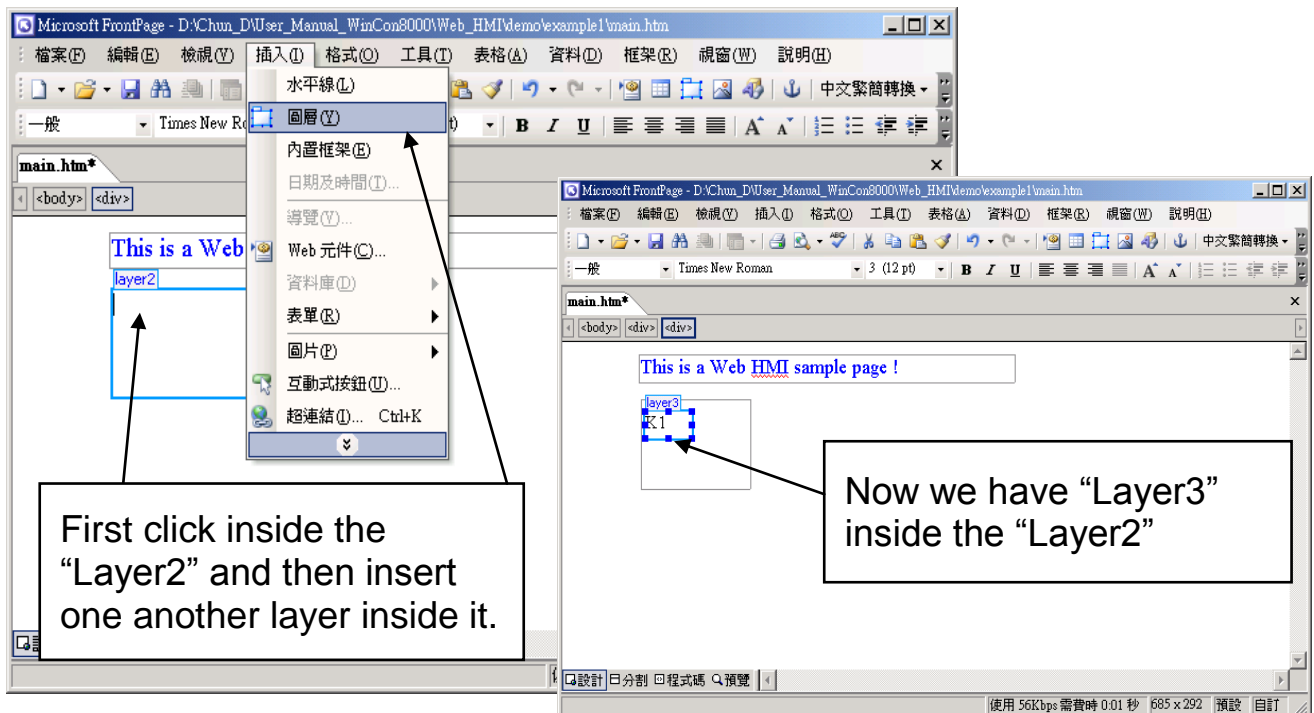 Microsoft FrontPage - D:\Chun_D\User_Manual_WinCon8000\Web_HMI\demo\example1\main.htm
檔案(F) 編輯(E) 檢視(V) 插入(I) 格式(O) 工具(T) 表格(A) 資料(D) 框架(R) 視窗(W) 說明(H)
中文繁簡轉換
一般 Times New Ro
B I U A A
main.htm*
<body> <div>
This is a Web
layer2
水平線(L)
圖層(Y)
內置框架(E)
日期及時間(T)...
導覽(V)...
Web 元件(C)...
資料庫(D)
表單(R)
圖片(P)
互動式按鈕(U)...
超連結(I)... Ctrl+K
First click inside the
“Layer2” and then insert
one another layer inside it.
Microsoft FrontPage - D:\Chun_D\User_Manual_WinCon8000\Web_HMI\demo\example1\main.htm
檔案(F) 編輯(E) 檢視(V) 插入(I) 格式(O) 工具(T) 表格(A) 資料(D) 框架(R) 視窗(W) 說明(H)
中文繁簡轉換
一般 Times New Roman 3 (12 pt) B I U A A
main.htm*
<body> <div> <div>
This is a Web HMI sample page !
layer3
K1
Now we have “Layer3”
inside the “Layer2”
設計 分割 程式碼 預覽
使用 56Kbps 需費時 0:01 秒 685 x 292 預設 自訂